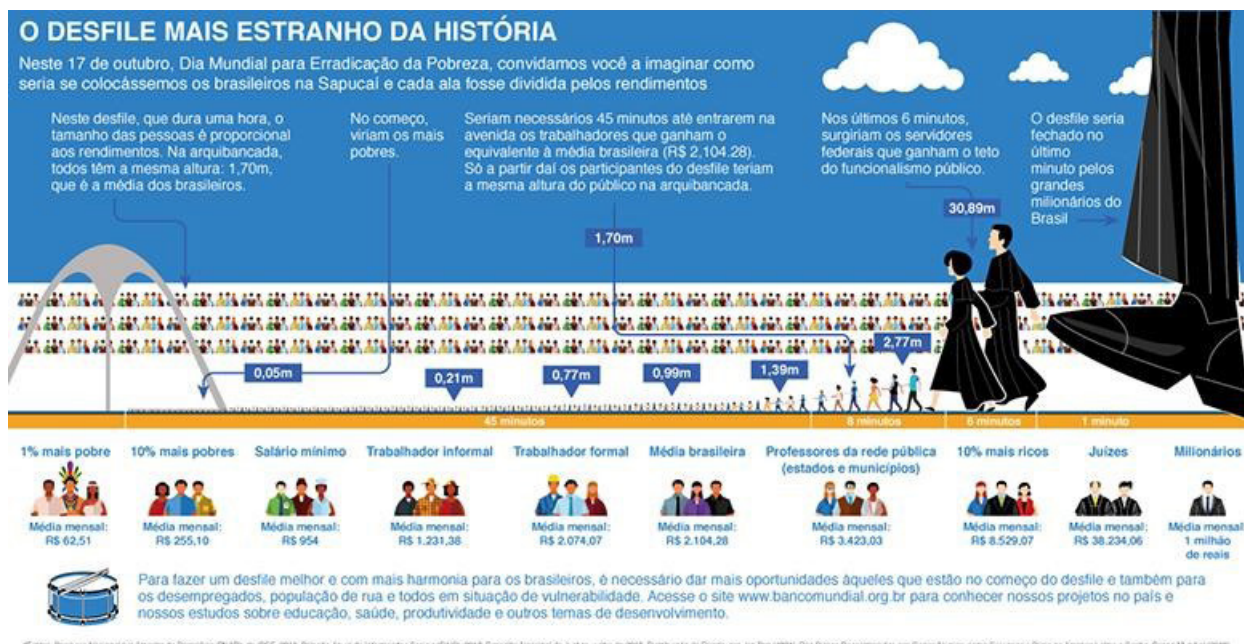 O DESFILE MAIS ESTRANHO DA HISTÓRIA
Neste 17 de outubro, Dia Mundial para Erradicação da Pobreza, convidamos você a imaginar como
seria se colocássemos os brasileiros na Sapucaí e cada ala fosse dividida pelos rendimentos
Neste desfile, que dura uma hora, o
tamanho das pessoas é proporcional
aos rendimentos. Na arquibancada,
todos têm a mesma altura: 1,70m,
que é a média dos brasileiros.
No começo,
viriam os mais
pobres.
Seriam necessários 45 minutos até entrarem na
avenida os trabalhadores que ganham o
equivalente à média brasileira (R$ 2,104.28).
Só a partir daí os participantes do desfile teriam
a mesma altura do público na arquibancada.
Nos últimos 6 minutos,
surgiriam os servidores
federais que ganham o teto
do funcionalismo público.
O desfile seria
fechado no
último
minuto pelos
grandes
milionários do
Brasil
30,89m
1,70m
2,77m
0,05m
0,21m
0,77m
0,99m
1,39m
45 minutos
8 minutos
6 minutos
1 minuto
1% mais pobre
Média mensal:
R$ 62,51
10% mais pobres
Média mensal:
R$ 255,10
Salário mínimo
Média mensal:
R$ 954
Trabalhador informal
Média mensal:
R$ 1.231,38
Trabalhador formal
Média mensal:
R$ 2.074,07
Média brasileira
Média mensal:
R$ 2.104,28
Professores da rede pública
(estados e municípios)
Média mensal:
R$ 3.423,03
10% mais ricos
Média mensal:
R$ 8.529,07
Juízes
Média mensal:
R$ 38.234,06
Milionários
Média mensal
1 milhão
de reais
Para fazer um desfile melhor e com mais harmonia para os brasileiros, é necessário dar mais oportunidades àqueles que estão no começo do desfile e também para
os desempregados, população de rua e todos em situação de vulnerabilidade. Acesse o site www.bancomundial.org.br para conhecer nossos projetos no país e
nossos estudos sobre educação, saúde, produtividade e outros temas de desenvolvimento.